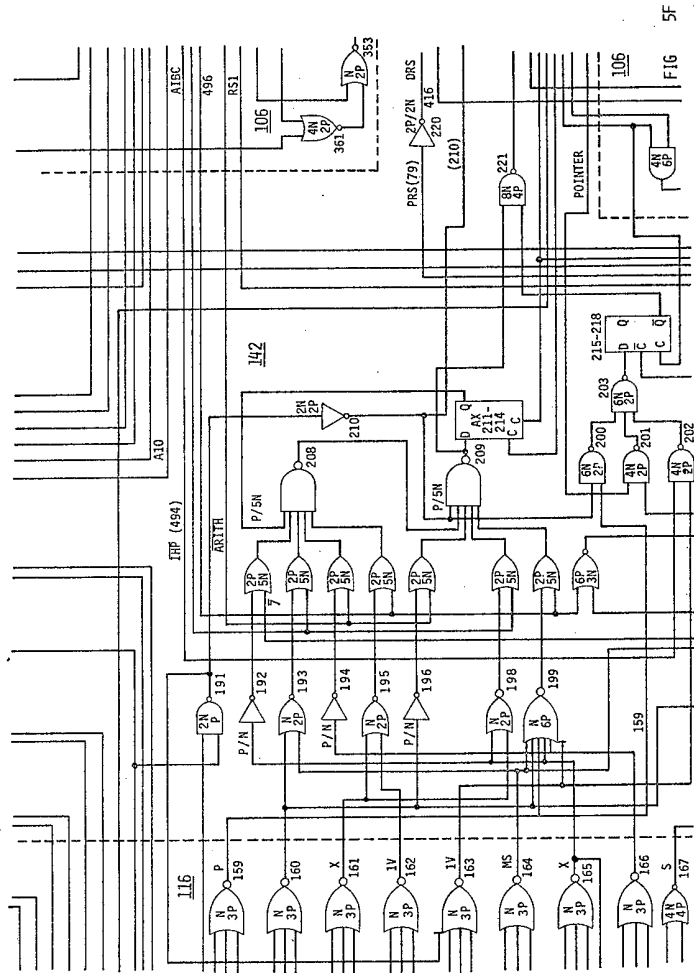 5F
FIG
106
AIBC
496
RS1
106
N
2P
353
4N
2P
361
2P/2N
DRS
416
220
PRS(79)
(210)
8N
4P
221
POINTER
4N
6P
142
A10
IHP (494)
ARITH
2N
2P
210
P/5N
208
P/5N
209
D
Q
AX
211-
214
C
C
215-218
D
Q
C
C
Q
6N
2P
203
6N
2P
200
4N
2P
201
4N
2P
202
2N
P
191
2P
5N
7
2P
5N
2P
5N
2P
5N
2P
5N
2P
5N
2P
5N
6P
3N
P/N
192
N
2P
193
P/N
194
N
2P
195
P/N
196
N
2P
198
N
6P
199
159
116
N
3P
P
159
N
3P
160
N
3P
X
161
N
3P
1V
162
N
3P
1V
163
N
3P
MS
164
N
3P
X
165
N
3P
166
4N
4P
S
167